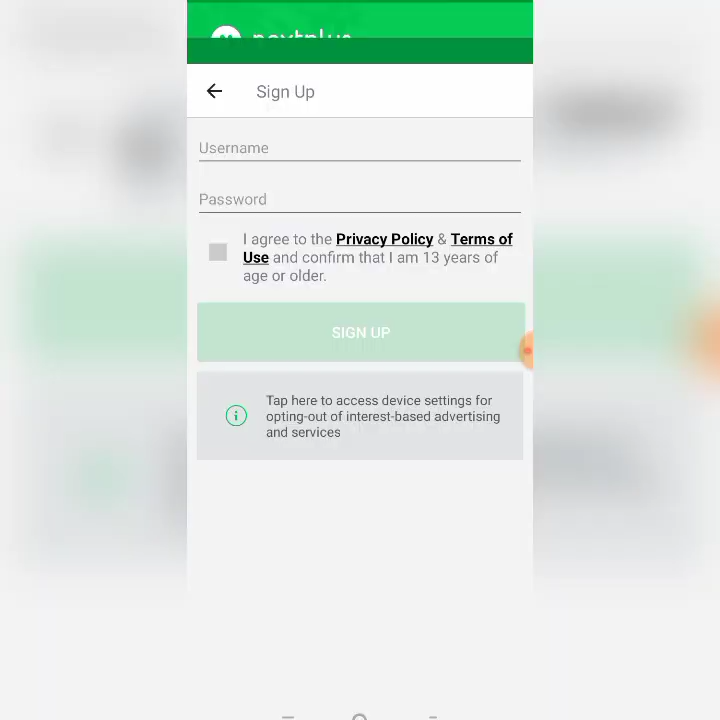 nextplus
Sign Up
Username
Password
I agree to the Privacy Policy & Terms of
Use and confirm that I am 13 years of
age or older.
SIGN UP
Tap here to access device settings for
opting-out of interest-based advertising
and services